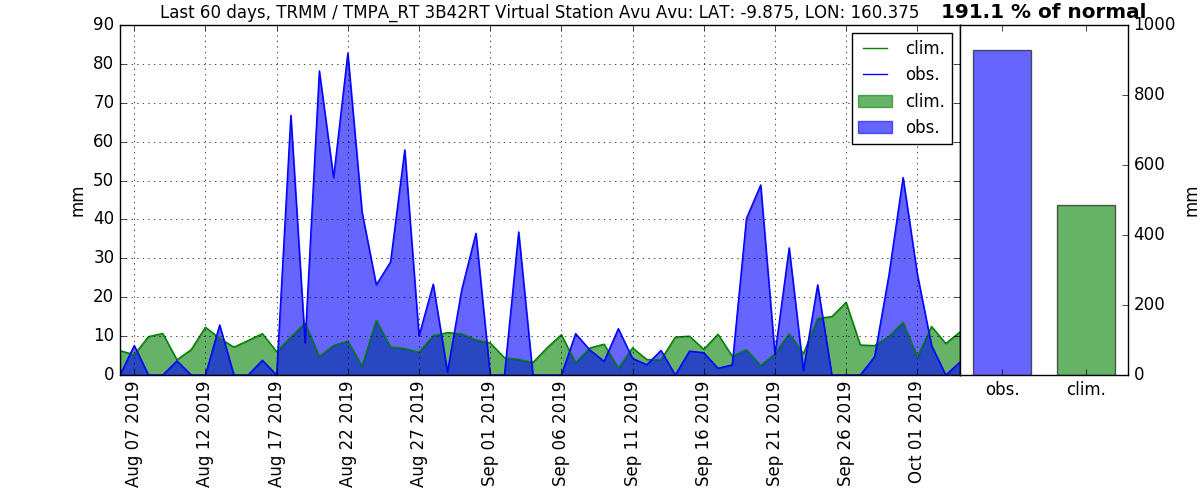 Last 60 days, TRMM / TMPA_RT 3B42RT Virtual Station Avu Avu: LAT: -9.875, LON: 160.375
191.1 % of normal
90
80
70
60
50
40
30
20
10
0
mm
clim.
obs.
clim.
obs.
1000
800
600
400
200
0
mm
obs.
clim.
Aug 07 2019
Aug 12 2019
Aug 17 2019
Aug 22 2019
Aug 27 2019
Sep 01 2019
Sep 06 2019
Sep 11 2019
Sep 16 2019
Sep 21 2019
Sep 26 2019
Oct 01 2019